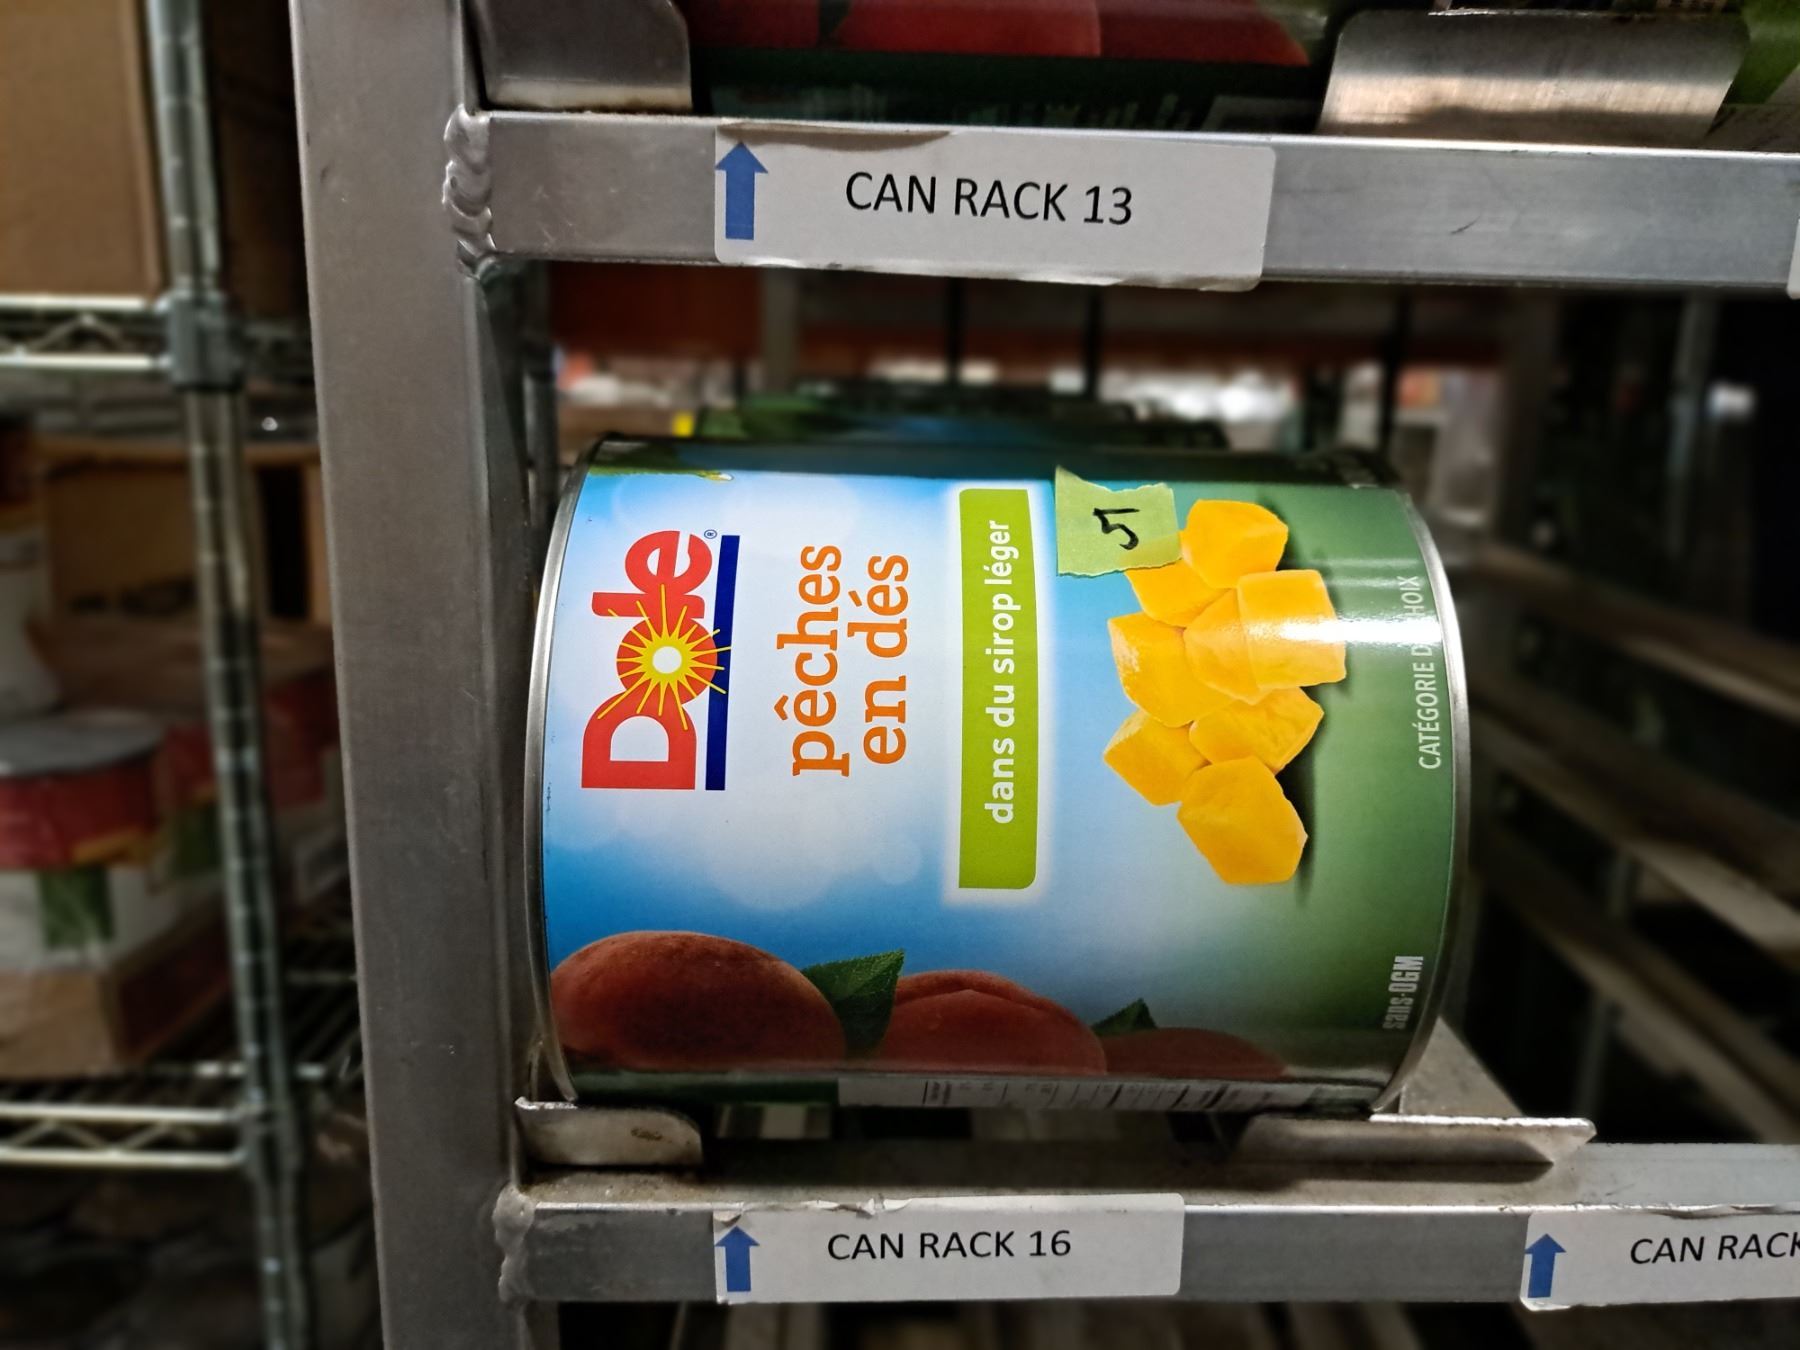 CAN RACK 13
Dole®
pêches
en dés
dans du sirop léger
5
sans-OGM
CAN RACK 16
CAN RACK